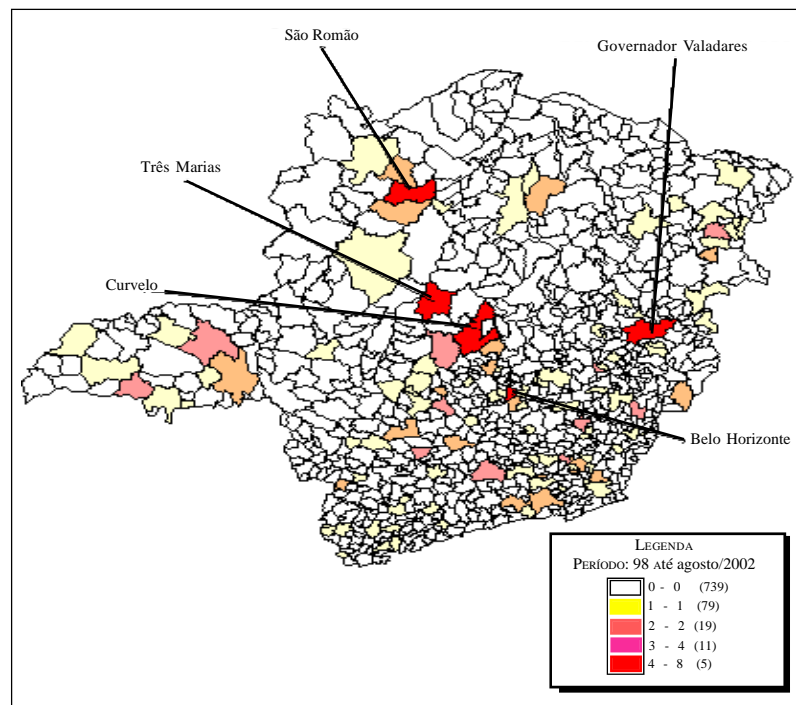 São Romão
Governador Valadares
Três Marias
Curvelo
Belo Horizonte
LEGENDA
PERÍODO: 98 ATÉ agosto/2002
0 - 0 (739)
1 - 1 (79)
2 - 2 (19)
3 - 4 (11)
4 - 8 (5)